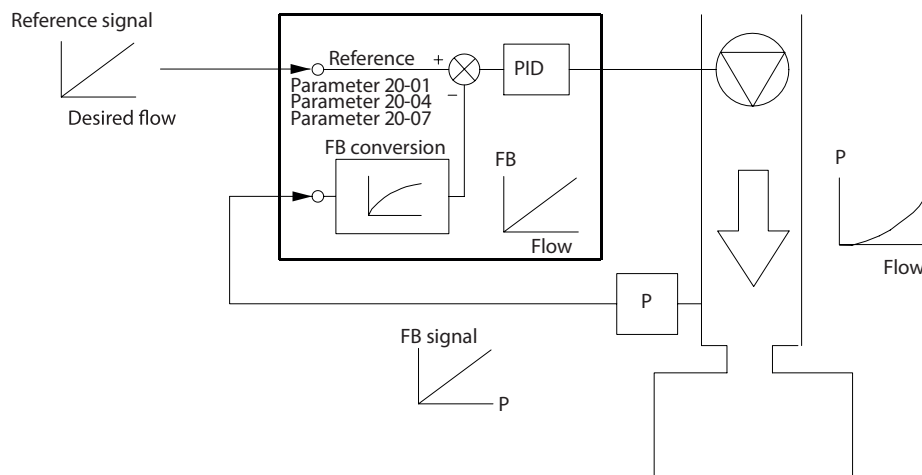 Reference signal
Desired flow
Reference
+
−
PID
Parameter 20-01
Parameter 20-04
Parameter 20-07
FB conversion
FB
Flow
P
Flow
P
FB signal
P